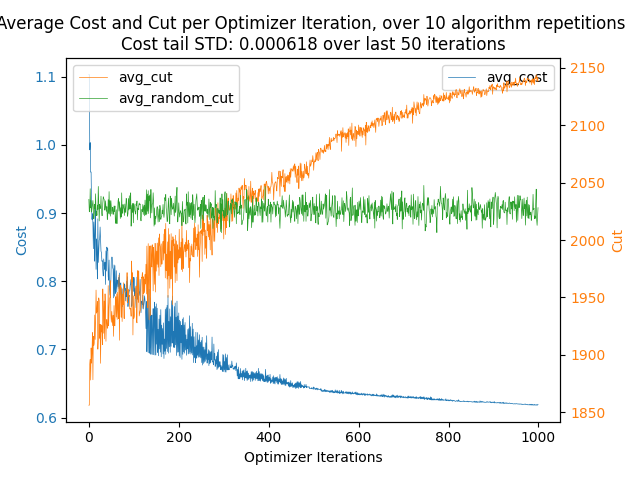 Average Cost and Cut per Optimizer Iteration, over 10 algorithm repetitions
Cost tail STD: 0.000618 over last 50 iterations
avg_cut
avg_random_cut
avg_cost
1.1
1.0
0.9
0.8
0.7
0.6
Cost
2150
2100
2050
2000
1950
1900
1850
Cut
0 200 400 600 800 1000
Optimizer Iterations